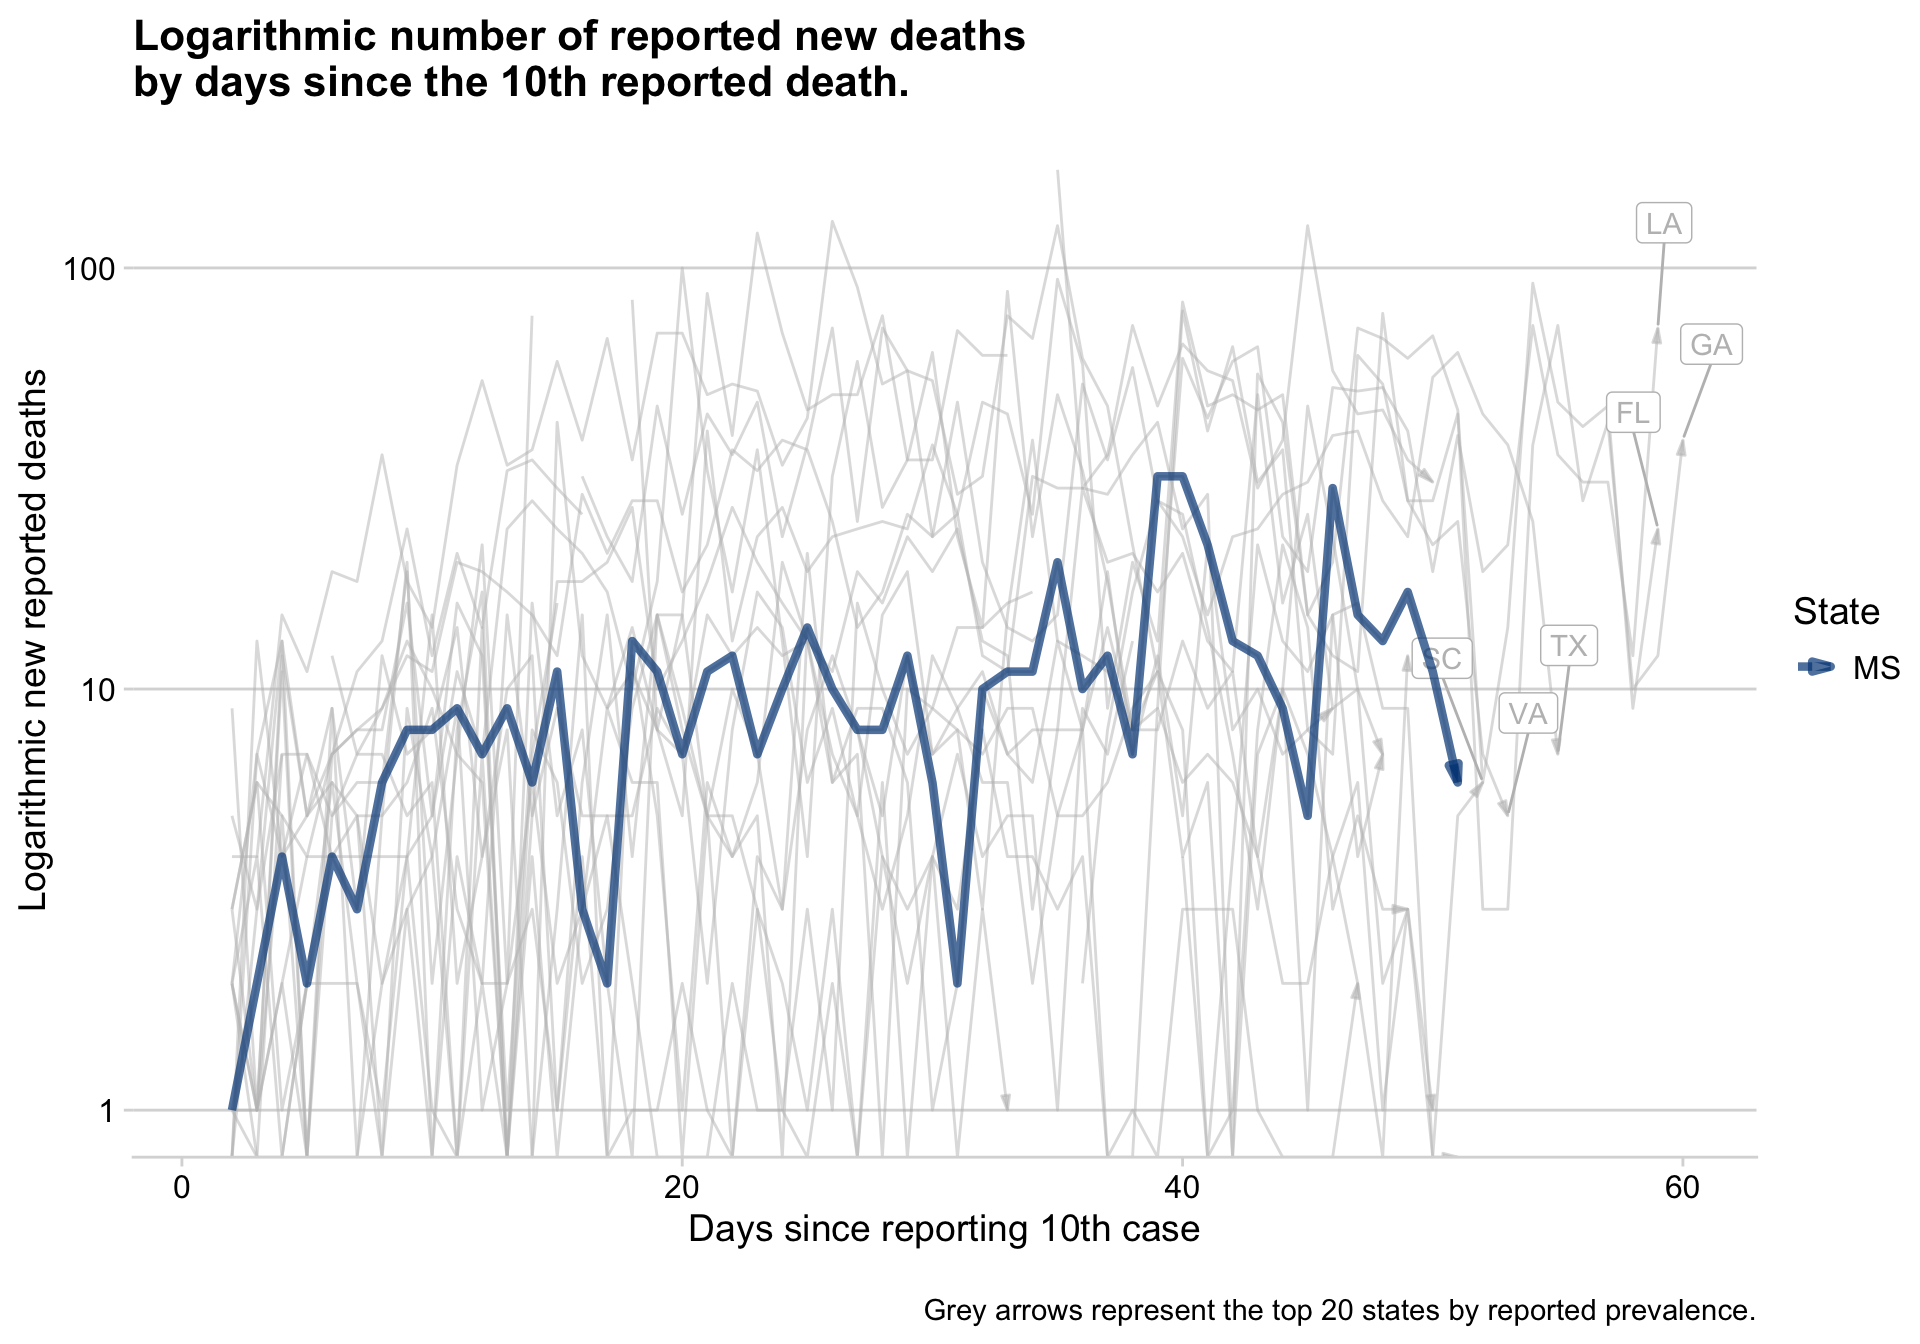 Logarithmic number of reported new deaths
by days since the 10th reported death.
Logarithmic new reported deaths
100
10
1
LA
GA
FL
SC
TX
VA
State
MS
0
20
40
60
Days since reporting 10th case
Grey arrows represent the top 20 states by reported prevalence.